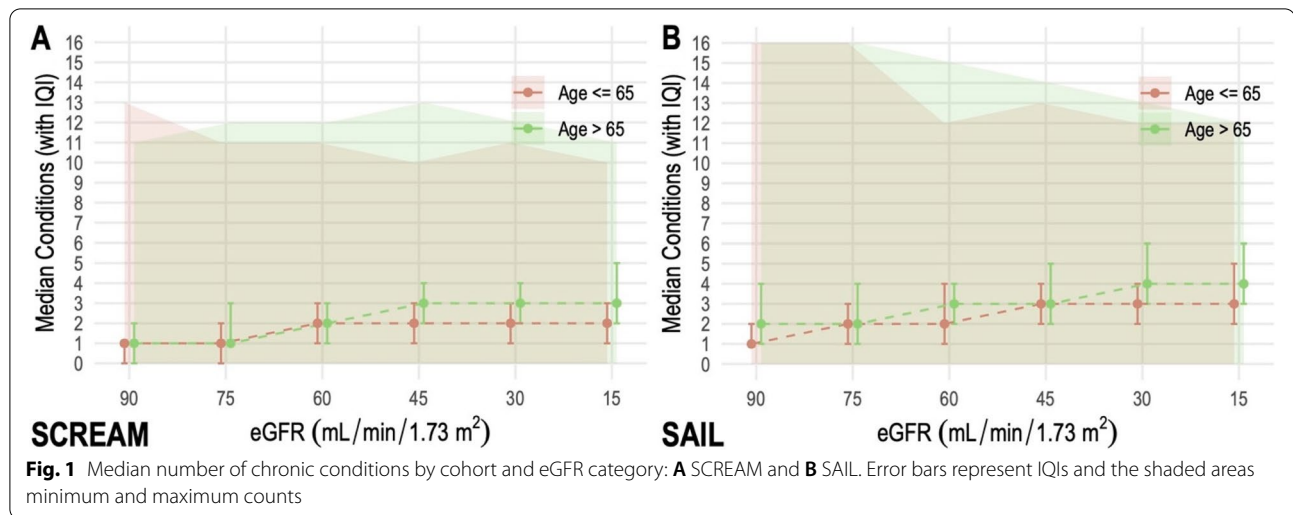 A
Median Conditions (with IQI)
16
15
14
13
12
11
10
9
8
7
6
5
4
3
2
1
0
Age <= 65
Age > 65
90 75 60 45 30 15
SCREAM
eGFR (mL/min/1.73 m²)
B
Median Conditions (with IQI)
16
15
14
13
12
11
10
9
8
7
6
5
4
3
2
1
0
Age <= 65
Age > 65
90 75 60 45 30 15
SAIL
eGFR (mL/min/1.73 m²)
Fig. 1 Median number of chronic conditions by cohort and eGFR category: A SCREAM and B SAIL. Error bars represent IQIs and the shaded areas
minimum and maximum counts